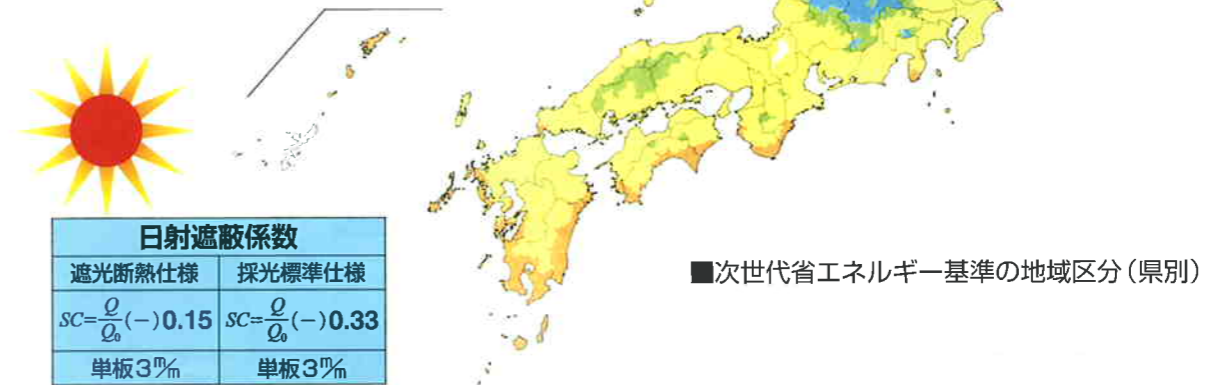 日射遮蔽係数
遮光断熱仕様 採光標準仕様
SC=Q/Q₀(−)0.15 SC=Q/Q₀(−)0.33
単板3㎜ 単板3㎜
■次世代省エネルギー基準の地域区分(県別)